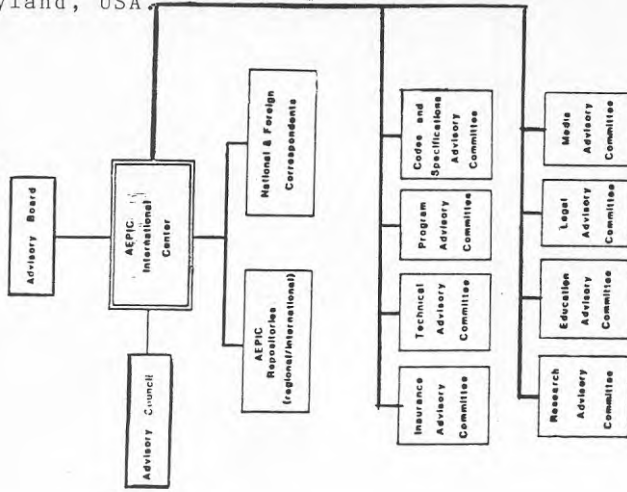 yland, USA.
Advisory Board
AEPIC
International
Center
Advisory Council
National & Foreign
Correspondents
AEPIC
Repositories
(regional/international)
Codes and
Specifications
Advisory
Committee
Program
Advisory
Committee
Technical
Advisory
Committee
Insurance
Advisory
Committee
Media
Advisory
Committee
Legal
Advisory
Committee
Education
Advisory
Committee
Research
Advisory
Committee